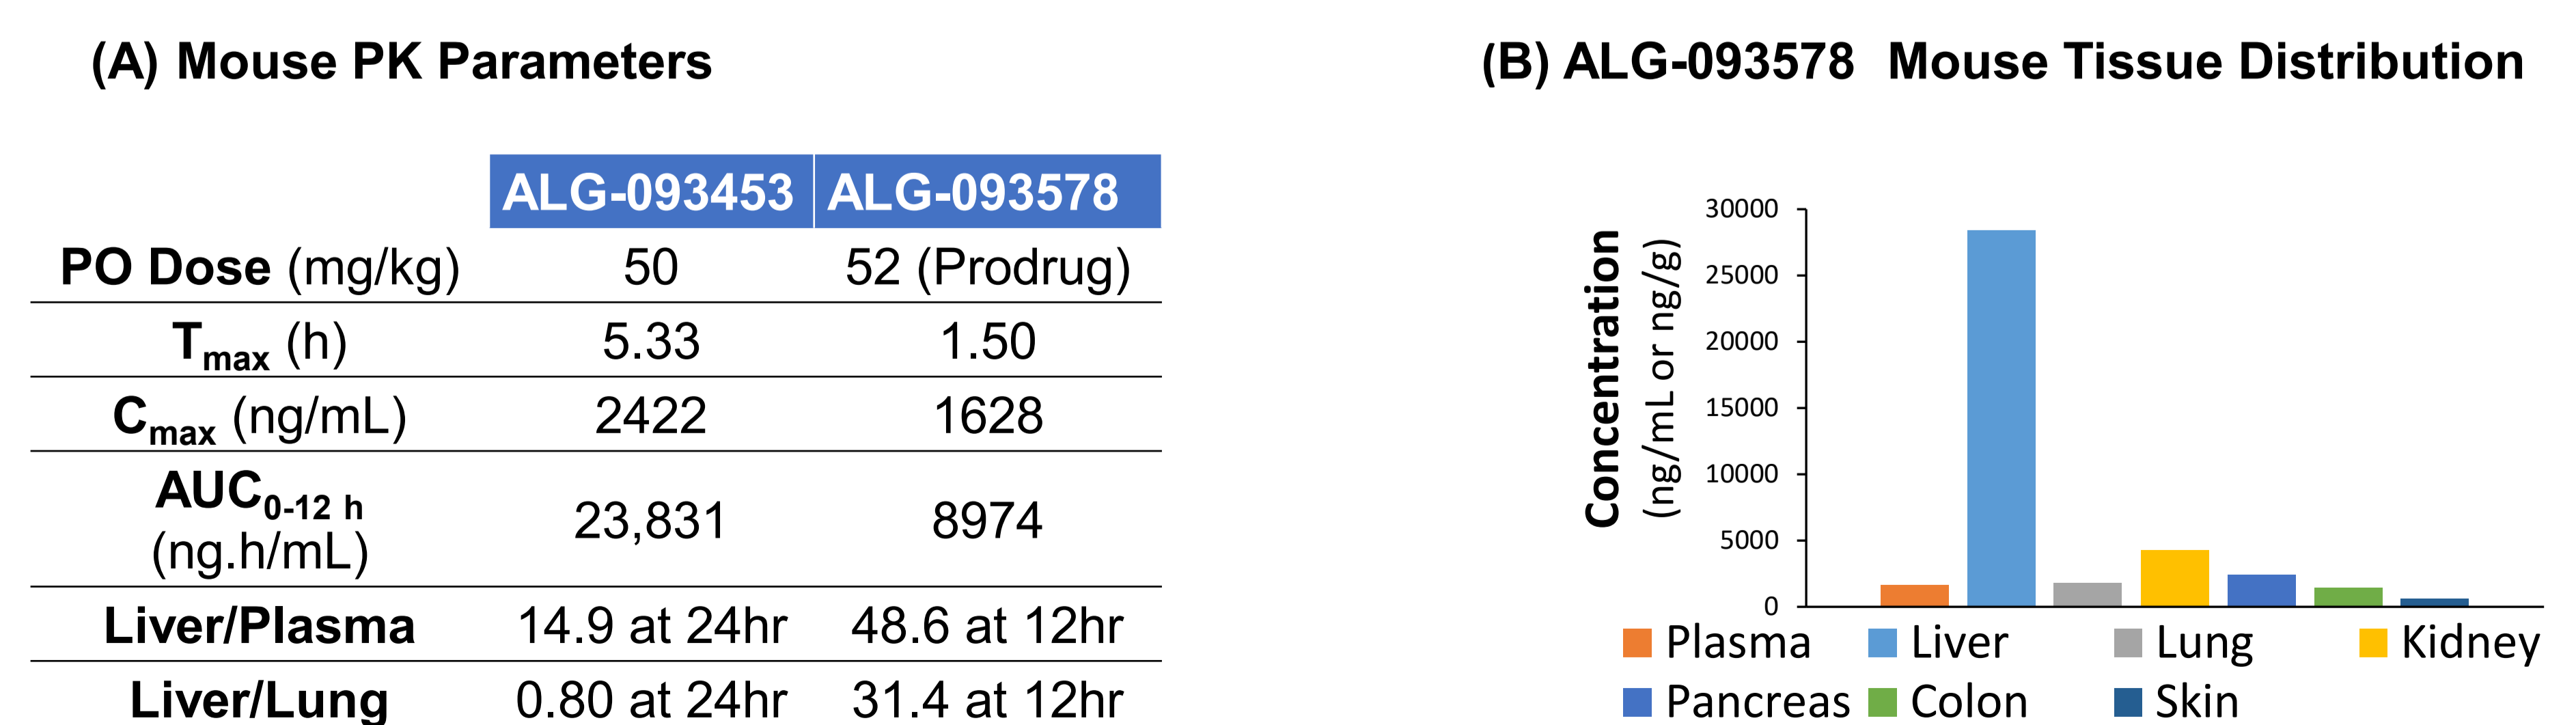 (A) Mouse PK Parameters
ALG-093453 ALG-093578
PO Dose (mg/kg) 50 52 (Prodrug)
Tmax (h) 5.33 1.50
Cmax (ng/mL) 2422 1628
AUC0-12 h
(ng.h/mL) 23,831 8974
Liver/Plasma 14.9 at 24hr 48.6 at 12hr
Liver/Lung 0.80 at 24hr 31.4 at 12hr
(B) ALG-093578 Mouse Tissue Distribution
Concentration
(ng/mL or ng/g)
30000
25000
20000
15000
10000
5000
0
Plasma Liver Lung Kidney
Pancreas Colon Skin